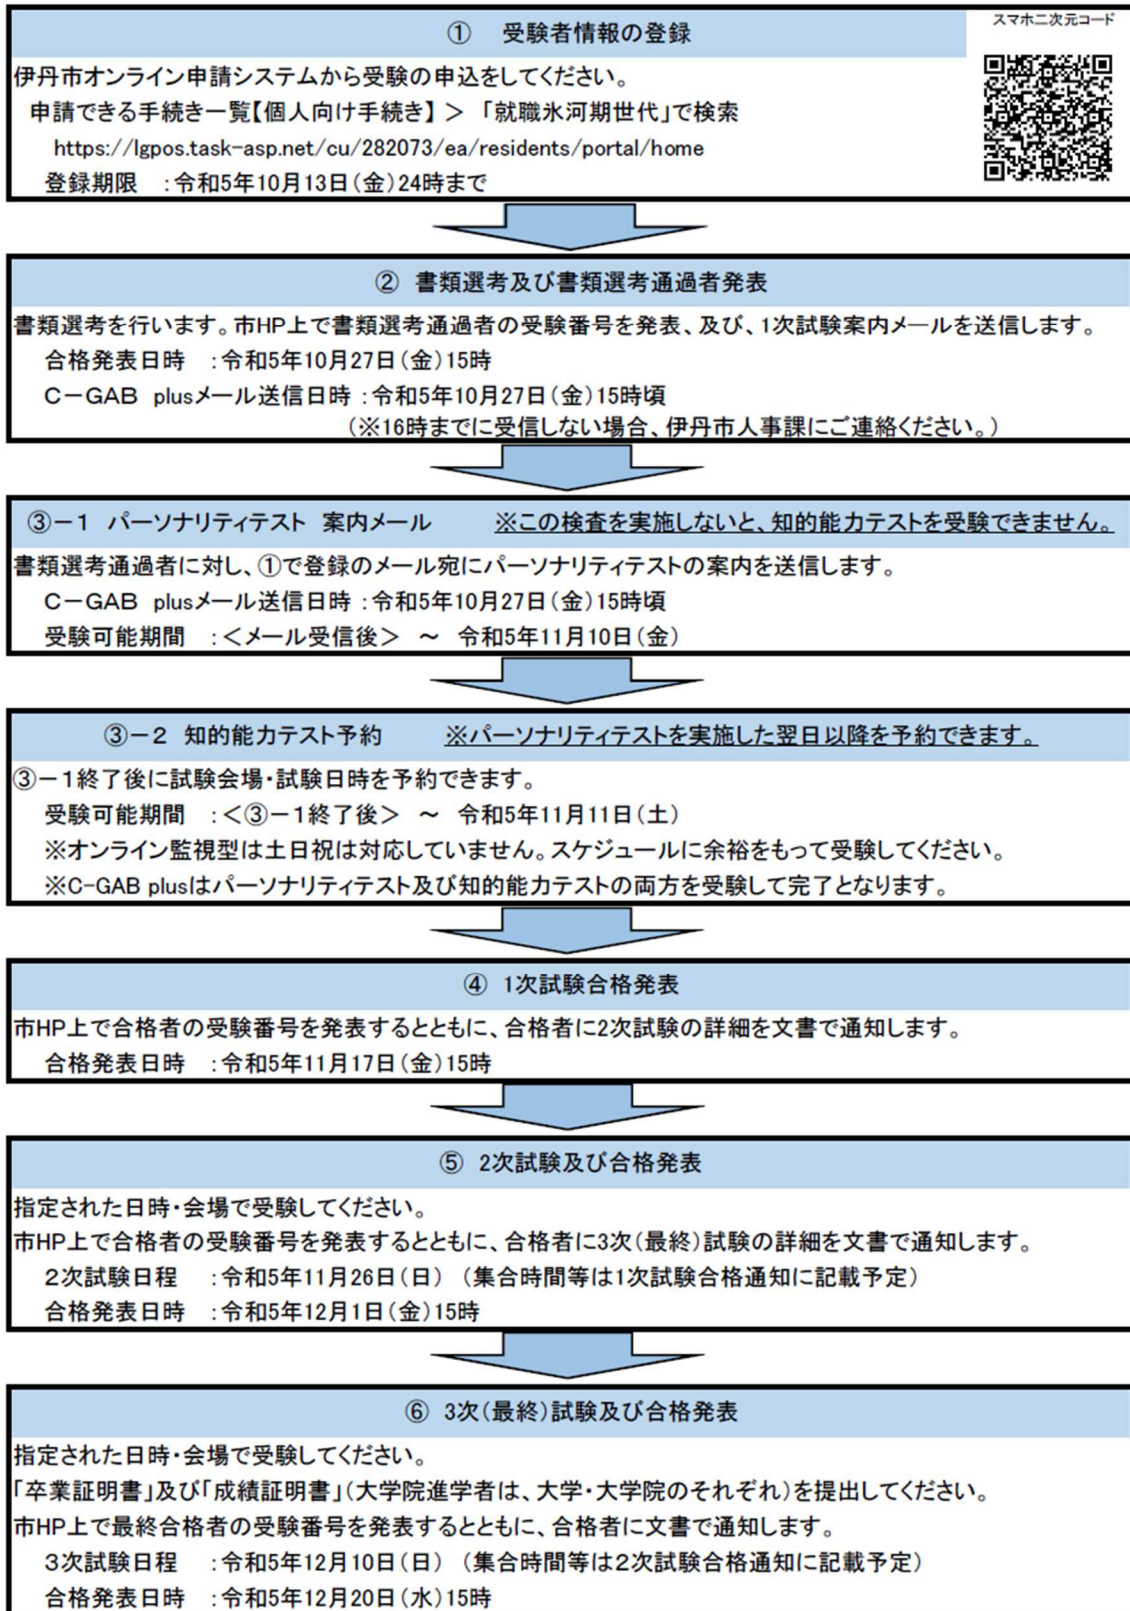 ① 受験者情報の登録
スマホ二次元コード
伊丹市オンライン申請システムから受験の申込をしてください。
申請できる手続き一覧【個人向け手続き】 > 「就職氷河期世代」で検索
https://lgpos.task-asp.net/cu/282073/ea/residents/portal/home
登録期限 :令和5年10月13日(金)24時まで
② 書類選考及び書類選考通過者発表
書類選考を行います。市HP上で書類選考通過者の受験番号を発表、及び、1次試験案内メールを送信します。
合格発表日時 :令和5年10月27日(金)15時
C-GAB plusメール送信日時:令和5年10月27日(金)15時頃
(※16時までに受信しない場合、伊丹市人事課にご連絡ください。)
③-1 パーソナリティテスト 案内メール ※この検査を実施しないと、知的能力テストを受験できません。
書類選考通過者に対し、①で登録のメール宛にパーソナリティテストの案内を送信します。
C-GAB plusメール送信日時:令和5年10月27日(金)15時頃
受験可能期間 :<メール受信後> ~ 令和5年11月10日(金)
③-2 知的能力テスト予約 ※パーソナリティテストを実施した翌日以降を予約できます。
③-1終了後に試験会場・試験日時を予約できます。
受験可能期間 :<③-1終了後> ~ 令和5年11月11日(土)
※オンライン監視型は土日祝は対応していません。スケジュールに余裕をもって受験してください。
※C-GAB plusはパーソナリティテスト及び知的能力テストの両方を受験して完了となります。
④ 1次試験合格発表
市HP上で合格者の受験番号を発表するとともに、合格者に2次試験の詳細を文書で通知します。
合格発表日時 :令和5年11月17日(金)15時
⑤ 2次試験及び合格発表
指定された日時・会場で受験してください。
市HP上で合格者の受験番号を発表するとともに、合格者に3次(最終)試験の詳細を文書で通知します。
2次試験日程 :令和5年11月26日(日) (集合時間等は1次試験合格通知に記載予定)
合格発表日時 :令和5年12月1日(金)15時
⑥ 3次(最終)試験及び合格発表
指定された日時・会場で受験してください。
「卒業証明書」及び「成績証明書」(大学院進学者は、大学・大学院のそれぞれ)を提出してください。
市HP上で最終合格者の受験番号を発表するとともに、合格者に文書で通知します。
3次試験日程 :令和5年12月10日(日) (集合時間等は2次試験合格通知に記載予定)
合格発表日時 :令和5年12月20日(水)15時